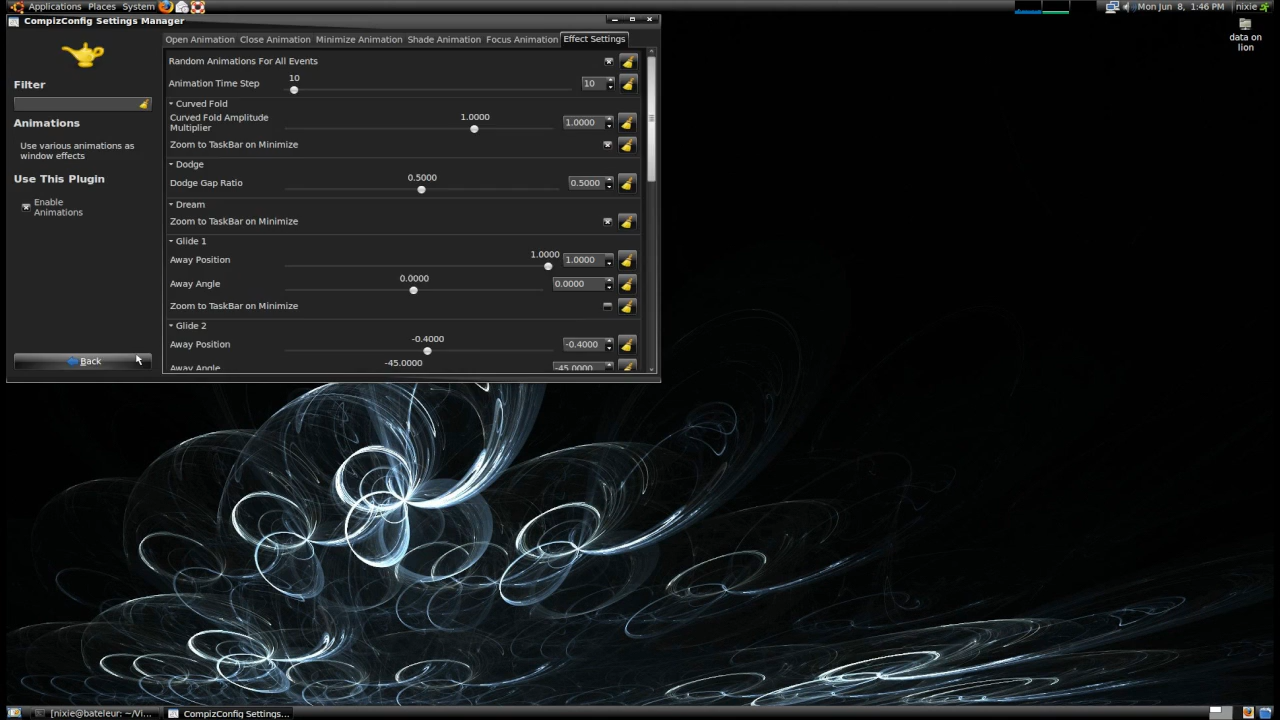 Applications Places System
Mon Jun 8, 1:46 PM nixie
CompizConfig Settings Manager
data on
lion
Open Animation Close Animation Minimize Animation Shade Animation Focus Animation Effect Settings
Filter
Animations
Use various animations as
window effects
Use This Plugin
Enable
Animations
Back
Random Animations For All Events
10
Animation Time Step 10
Curved Fold
1.0000
Curved Fold Amplitude
Multiplier 1.0000
Zoom to TaskBar on Minimize
Dodge
0.5000
Dodge Gap Ratio 0.5000
Dream
Zoom to TaskBar on Minimize
Glide 1
1.0000
Away Position 1.0000
0.0000
Away Angle 0.0000
Zoom to TaskBar on Minimize
Glide 2
-0.4000
Away Position -0.4000
-45.0000
Away Angle -45.0000
[nixie@bateleur: ~/Vi... CompizConfig Settings...